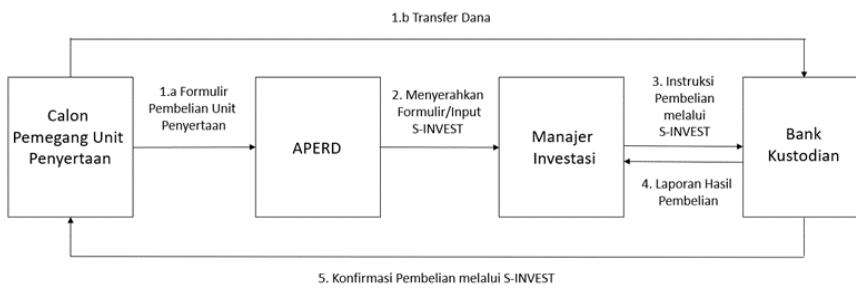 1.b Transfer Dana
Calon
Pemegang Unit
Penyertaan
1.a Formulir
Pembelian Unit
Penyertaan
APERD
2. Menyerahkan
Formulir/Input
S-INVEST
Manajer
Investasi
3. Instruksi
Pembelian
melalui
S-INVEST
4. Laporan Hasil
Pembelian
Bank
Kustodian
5. Konfirmasi Pembelian melalui S-INVEST